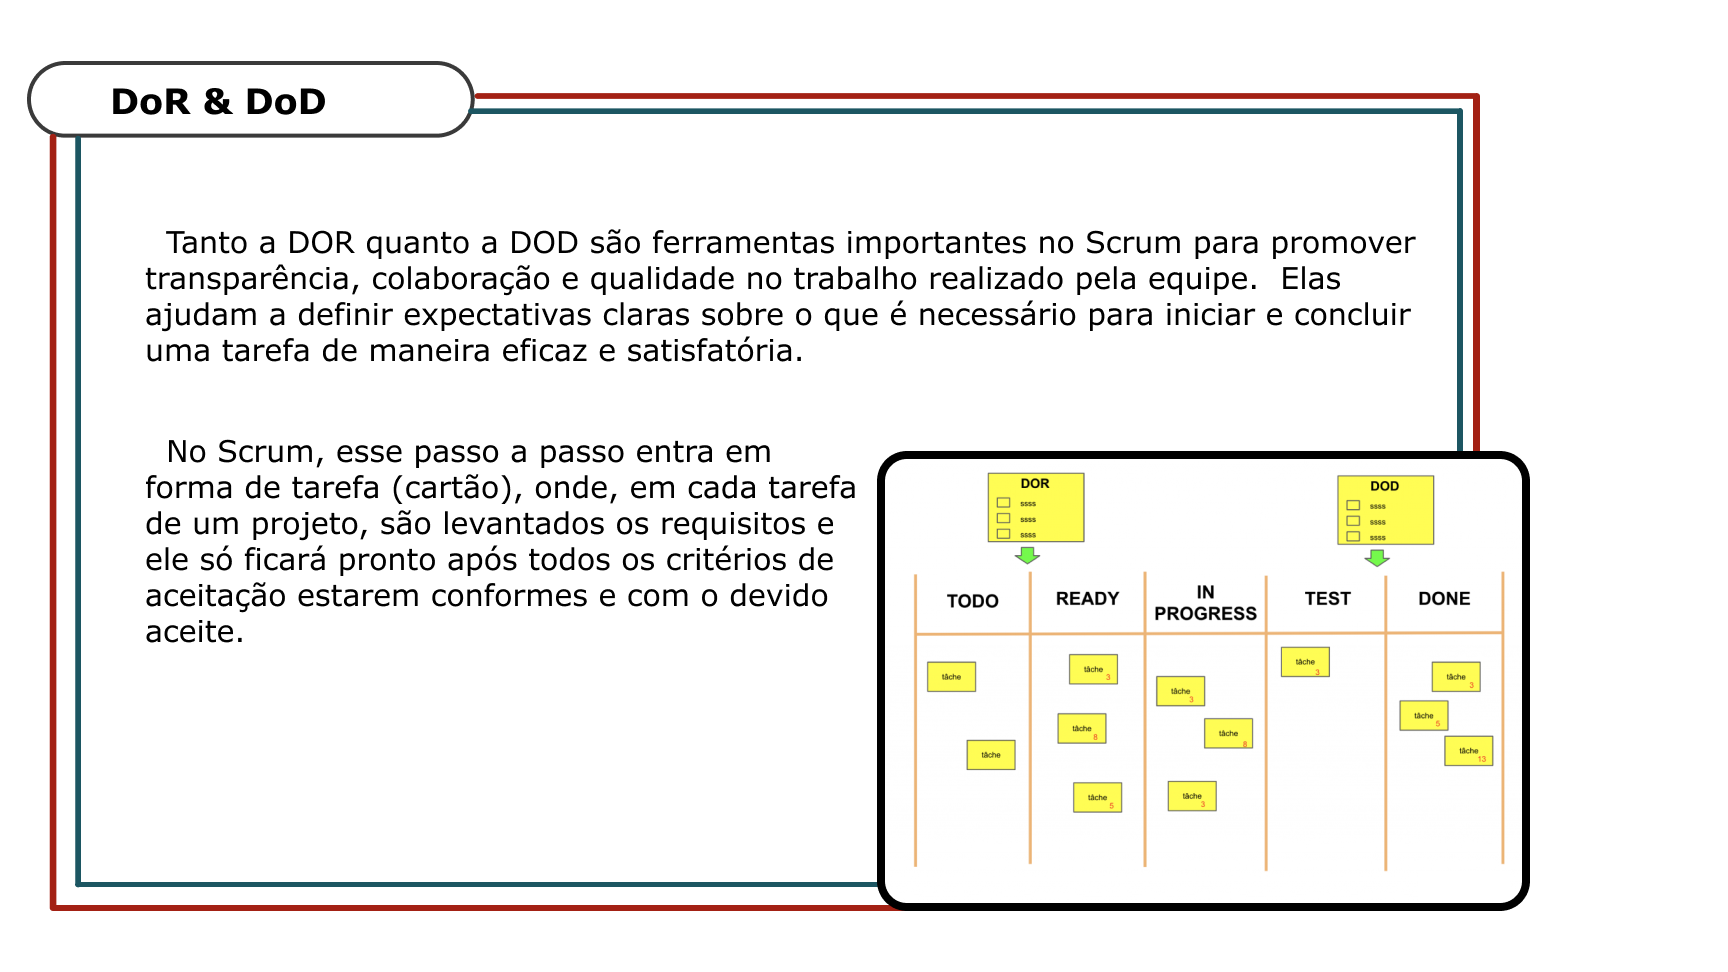 DoR & DoD
Tanto a DOR quanto a DOD são ferramentas importantes no Scrum para promover
transparência, colaboração e qualidade no trabalho realizado pela equipe.  Elas
ajudam a definir expectativas claras sobre o que é necessário para iniciar e concluir
uma tarefa de maneira eficaz e satisfatória.
No Scrum, esse passo a passo entra em
forma de tarefa (cartão), onde, em cada tarefa
de um projeto, são levantados os requisitos e
ele só ficará pronto após todos os critérios de
aceitação estarem conformes e com o devido
aceite.
DOR
ssss
ssss
ssss
DOD
ssss
ssss
ssss
TODO
READY
IN
PROGRESS
TEST
DONE
tâche
tâche
tâche
3
tâche
8
tâche
5
tâche
3
tâche
8
tâche
3
tâche
3
tâche
3
tâche
5
tâche
13